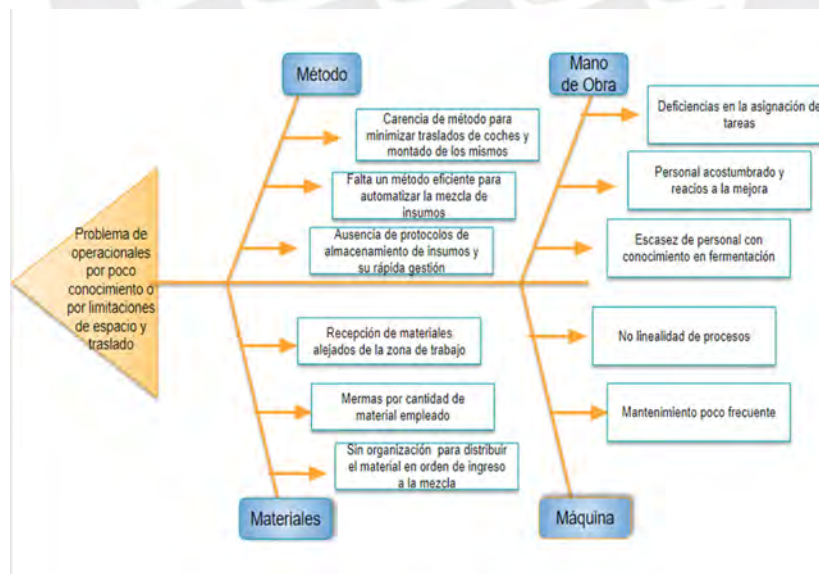 Método
Mano
de Obra
Carencia de método para
minimizar traslados de coches y
montado de los mismos
Falta un método eficiente para
automatizar la mezcla de
insumos
Ausencia de protocolos de
almacenamiento de insumos y
su rápida gestión
Deficiencias en la asignación de
tareas
Personal acostumbrado y
reacios a la mejora
Escasez de personal con
conocimiento en fermentación
Problema de
operacionales
por poco
conocimiento o
por limitaciones
de espacio y
traslado
Recepción de materiales
alejados de la zona de trabajo
Mermas por cantidad de
material empleado
Sin organización para distribuir
el material en orden de ingreso
a la mezcla
No linealidad de procesos
Mantenimiento poco frecuente
Materiales
Máquina